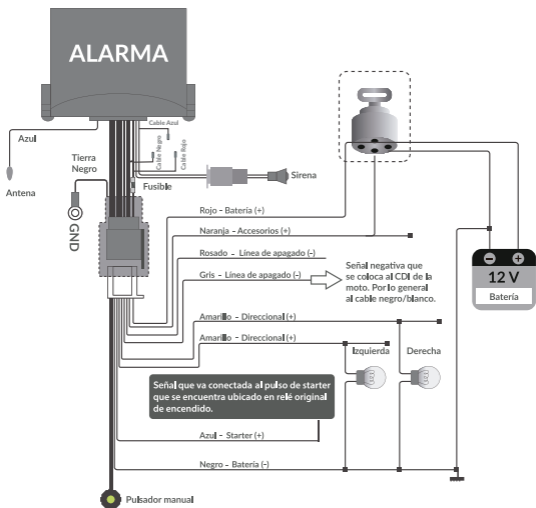 ALARMA
Cable Azul
Azul
Cable Negro
Cable Rojo
Tierra
Negro
Fusible
Sirena
Antena
GND
Rojo - Batería (+)
Naranja - Accesorios (+)
Rosado - Línea de apagado (-)
Gris - Línea de apagado (-)
Señal negativa que
se coloca al CDI de la
moto. Por lo general
al cable negro/blanco.
12 V
Batería
Amarillo - Direccional (+)
Amarillo - Direccional (+)
Izquierda
Derecha
Señal que va conectada al pulso de starter
que se encuentra ubicado en relé original
de encendido.
Azul - Starter (+)
Negro - Batería (-)
Pulsador manual